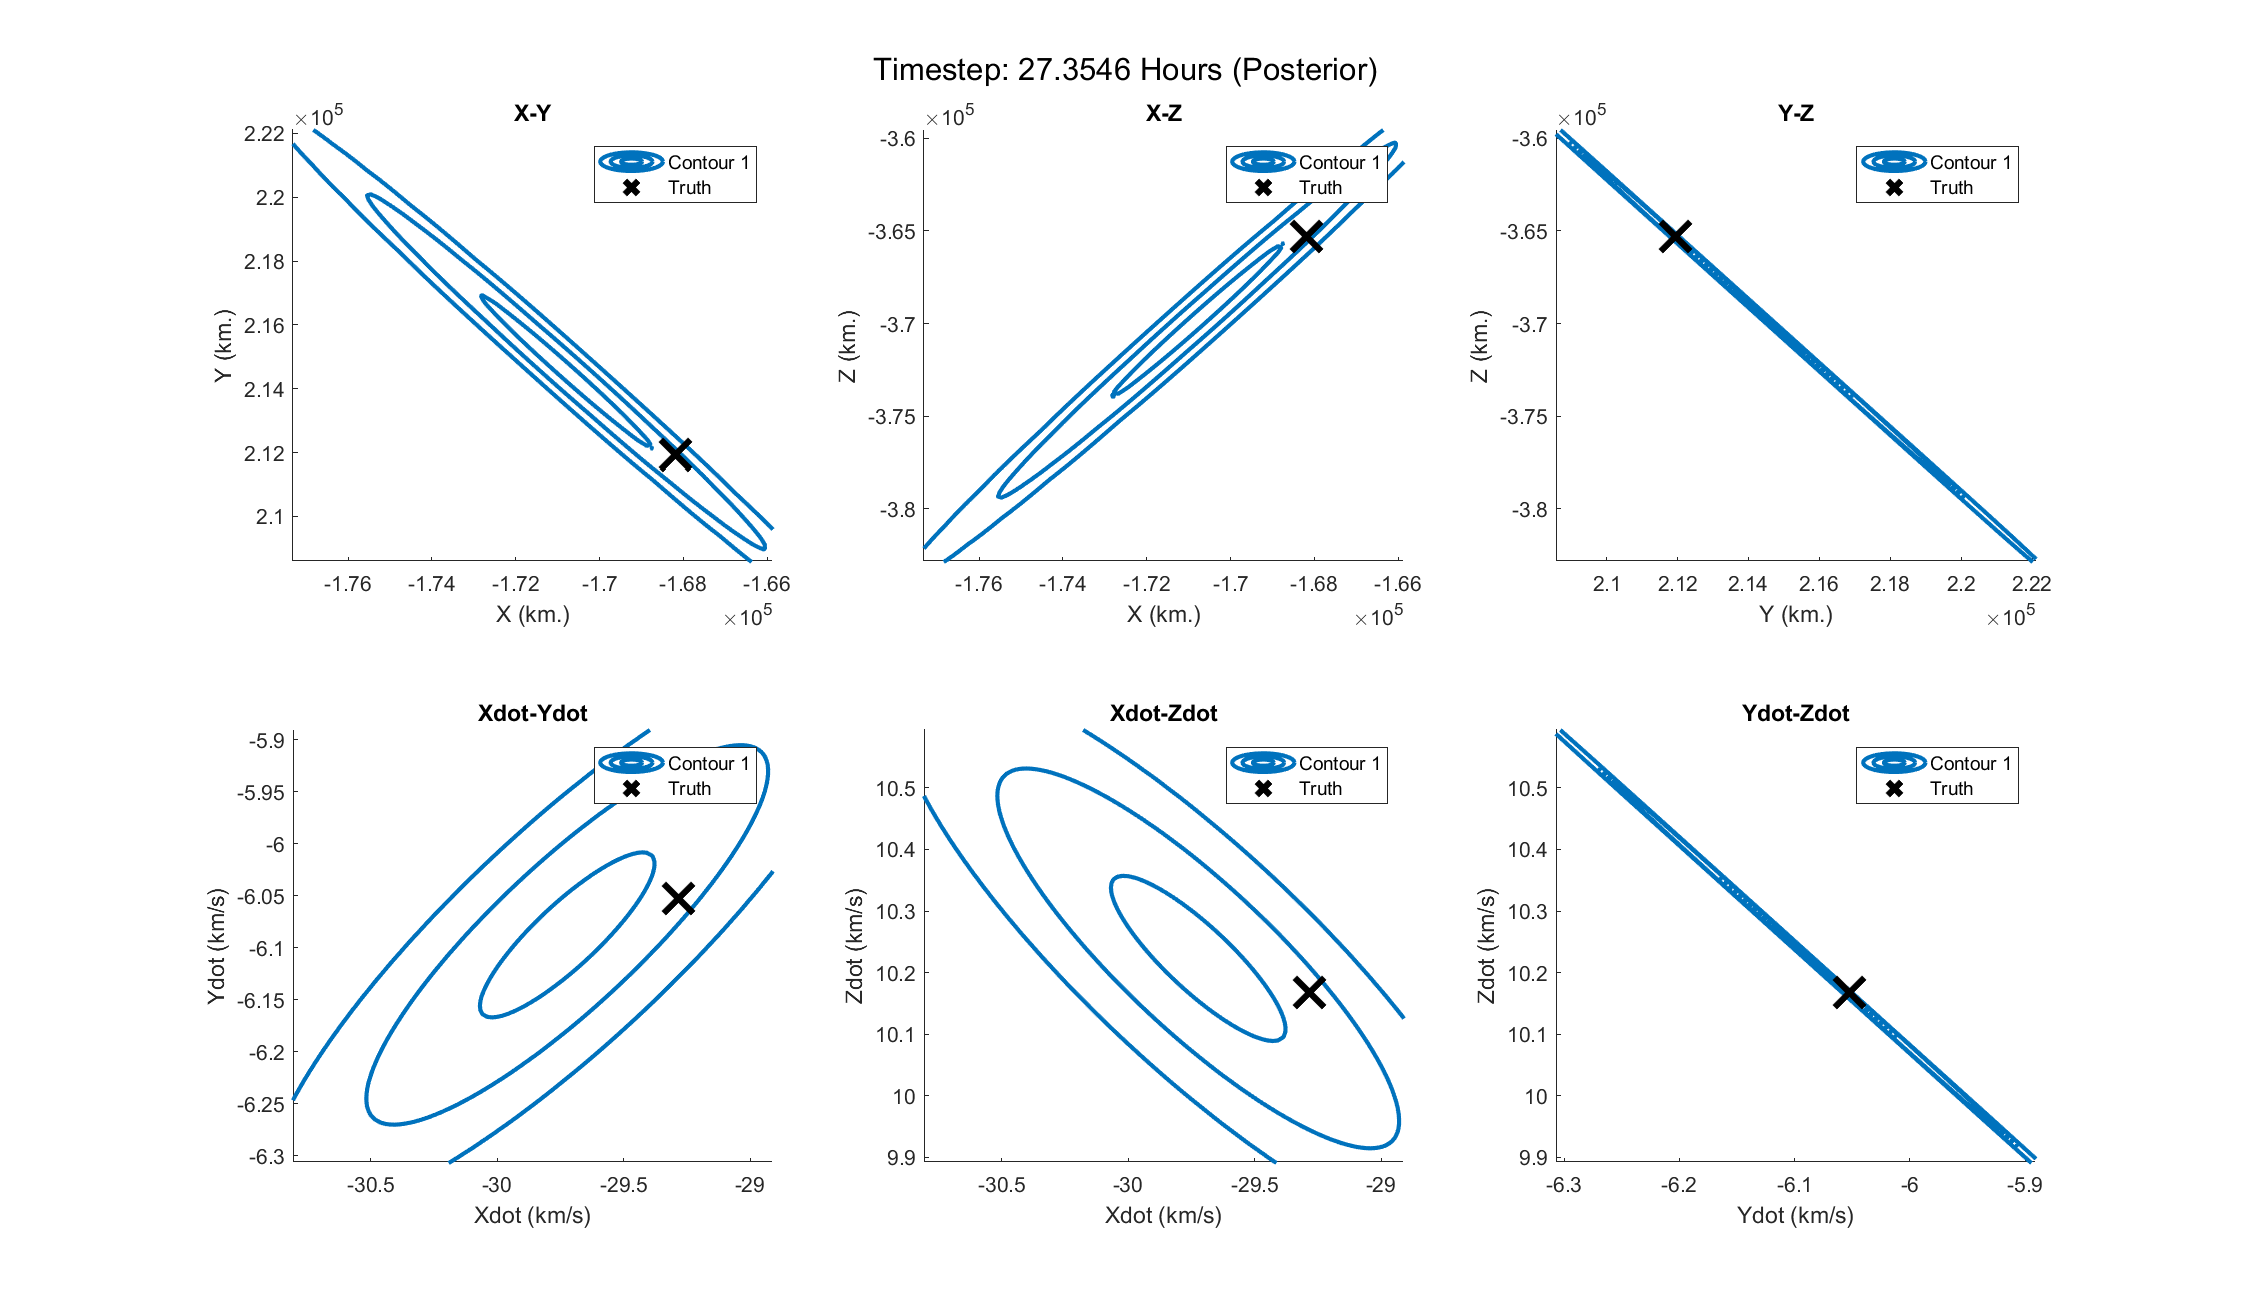 Timestep: 27.3546 Hours (Posterior)
X-Y
×10^5
2.22
2.2
2.18
2.16
2.14
2.12
2.1
Y (km.)
-1.76 -1.74 -1.72 -1.7 -1.68 -1.66
X (km.)
×10^5
Contour 1
Truth
X-Z
×10^5
-3.6
-3.65
-3.7
-3.75
-3.8
Z (km.)
-1.76 -1.74 -1.72 -1.7 -1.68 -1.66
X (km.)
×10^5
Contour 1
Truth
Y-Z
×10^5
-3.6
-3.65
-3.7
-3.75
-3.8
Z (km.)
2.1 2.12 2.14 2.16 2.18 2.2 2.22
Y (km.)
×10^5
Contour 1
Truth
Xdot-Ydot
-5.9
-5.95
-6
-6.05
-6.1
-6.15
-6.2
-6.25
-6.3
Ydot (km/s)
-30.5 -30 -29.5 -29
Xdot (km/s)
Contour 1
Truth
Xdot-Zdot
10.5
10.4
10.3
10.2
10.1
10
9.9
Zdot (km/s)
-30.5 -30 -29.5 -29
Xdot (km/s)
Contour 1
Truth
Ydot-Zdot
10.5
10.4
10.3
10.2
10.1
10
9.9
Zdot (km/s)
-6.3 -6.2 -6.1 -6 -5.9
Ydot (km/s)
Contour 1
Truth